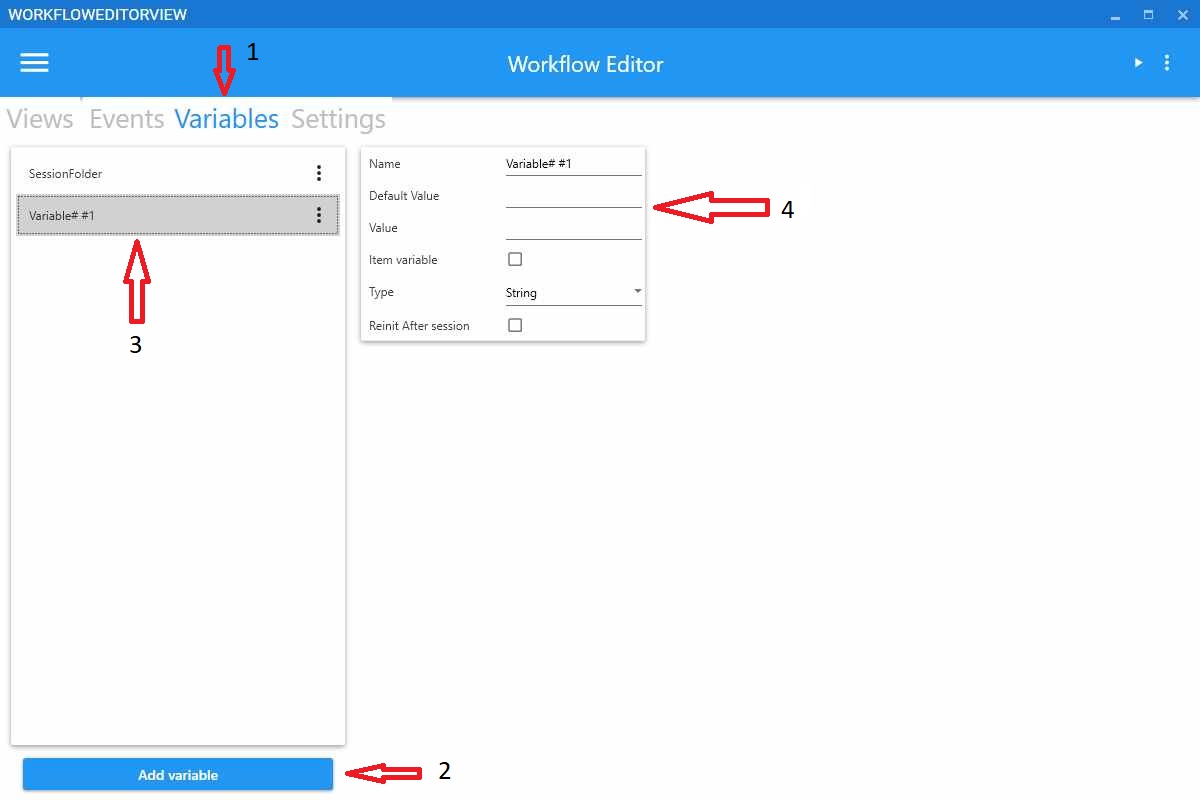 WORKFLOWEDITORVIEW
1
Workflow Editor
Views Events Variables Settings
SessionFolder
Variable# #1
3
Name Variable# #1
Default Value
4
Value
Item variable
Type String
Reinit After session
Add variable
2